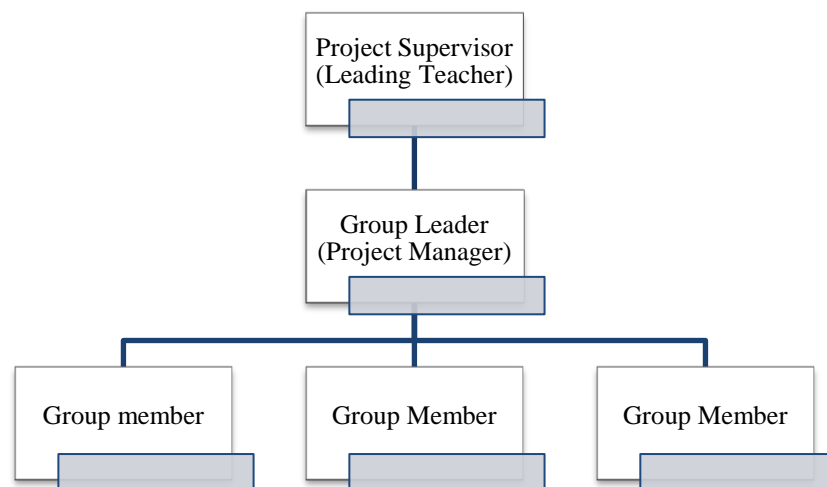 Project Supervisor
(Leading Teacher)
Group Leader
(Project Manager)
Group member
Group Member
Group Member